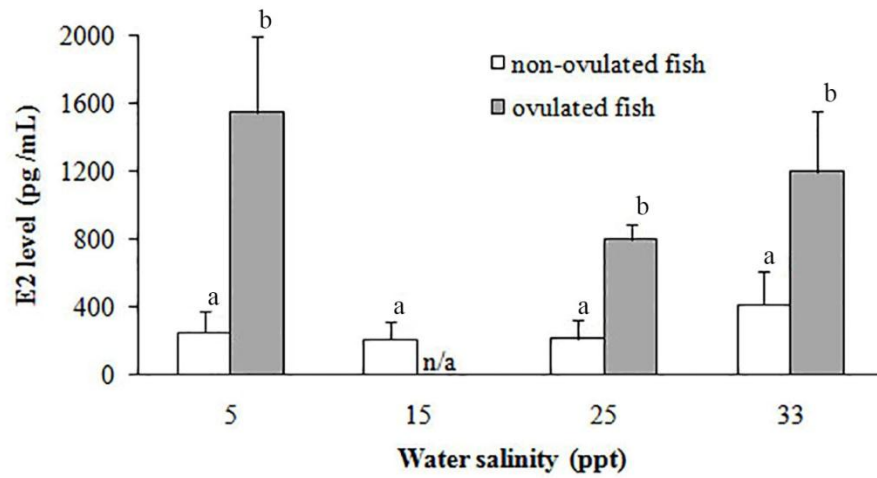 E2 level (pg /mL)
2000
1600
1200
800
400
0
non-ovulated fish
ovulated fish
a
b
a
n/a
a
b
a
b
5
15
25
33
Water salinity (ppt)